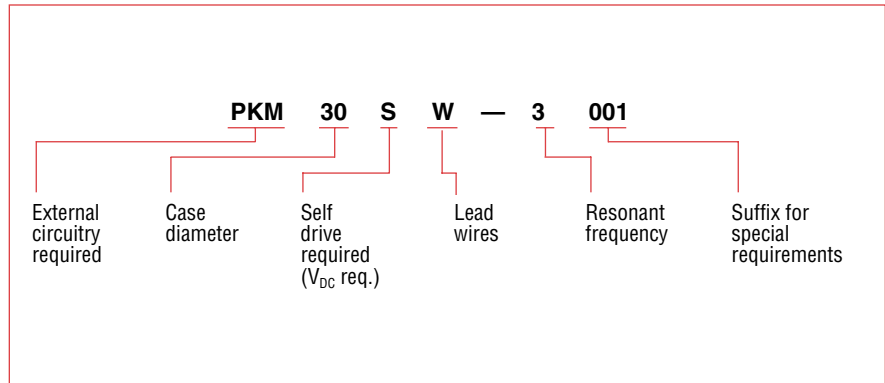 PKM 30 S W — 3 001
External
circuitry
required
Case
diameter
Self
drive
required
(VDC req.)
Lead
wires
Resonant
frequency
Suffix for
special
requirements